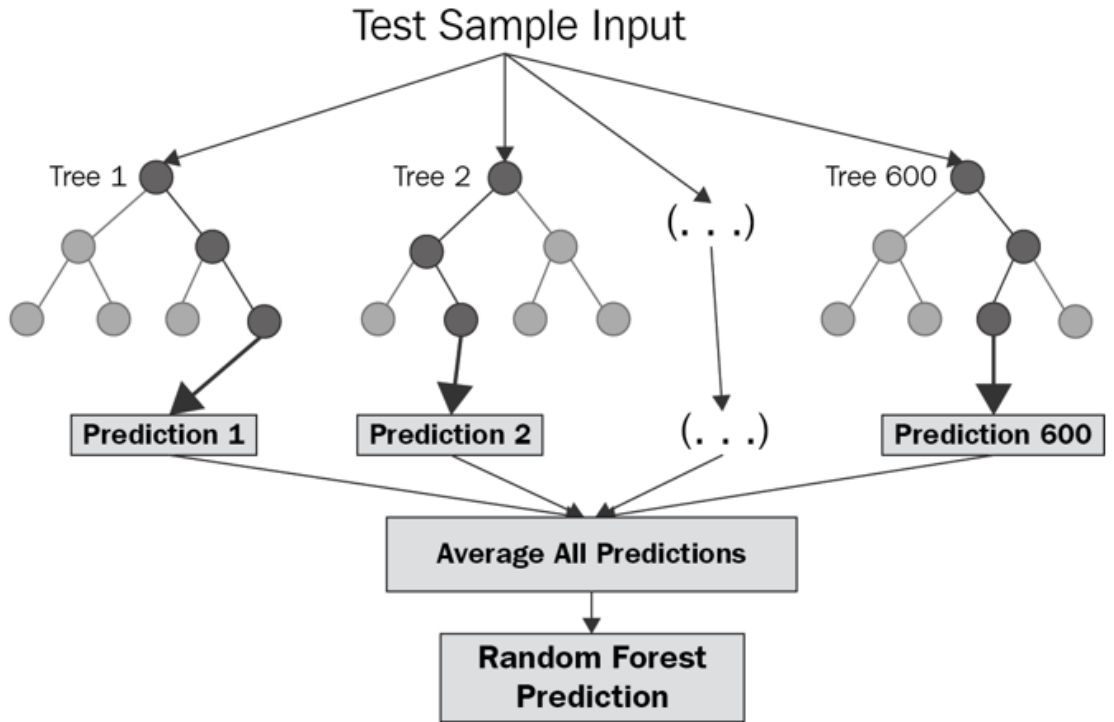 Test Sample Input
Tree 1
Tree 2
(. . .)
Tree 600
Prediction 1
Prediction 2
(. . .)
Prediction 600
Average All Predictions
Random Forest
Prediction